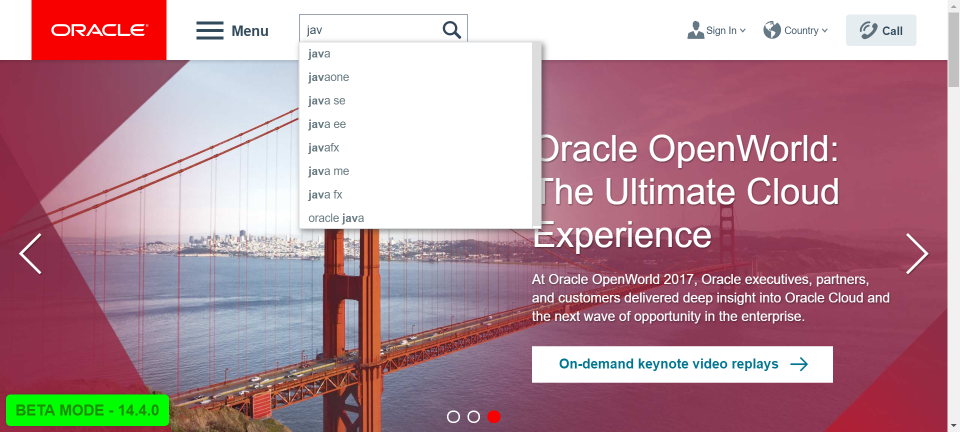 ORACLE
Menu
jav
Sign In
Country
Call
java
javaone
java se
java ee
javafx
java me
java fx
oracle java
Oracle OpenWorld:
The Ultimate Cloud
Experience
At Oracle OpenWorld 2017, Oracle executives, partners,
and customers delivered deep insight into Oracle Cloud and
the next wave of opportunity in the enterprise.
On-demand keynote video replays
BETA MODE - 14.4.0